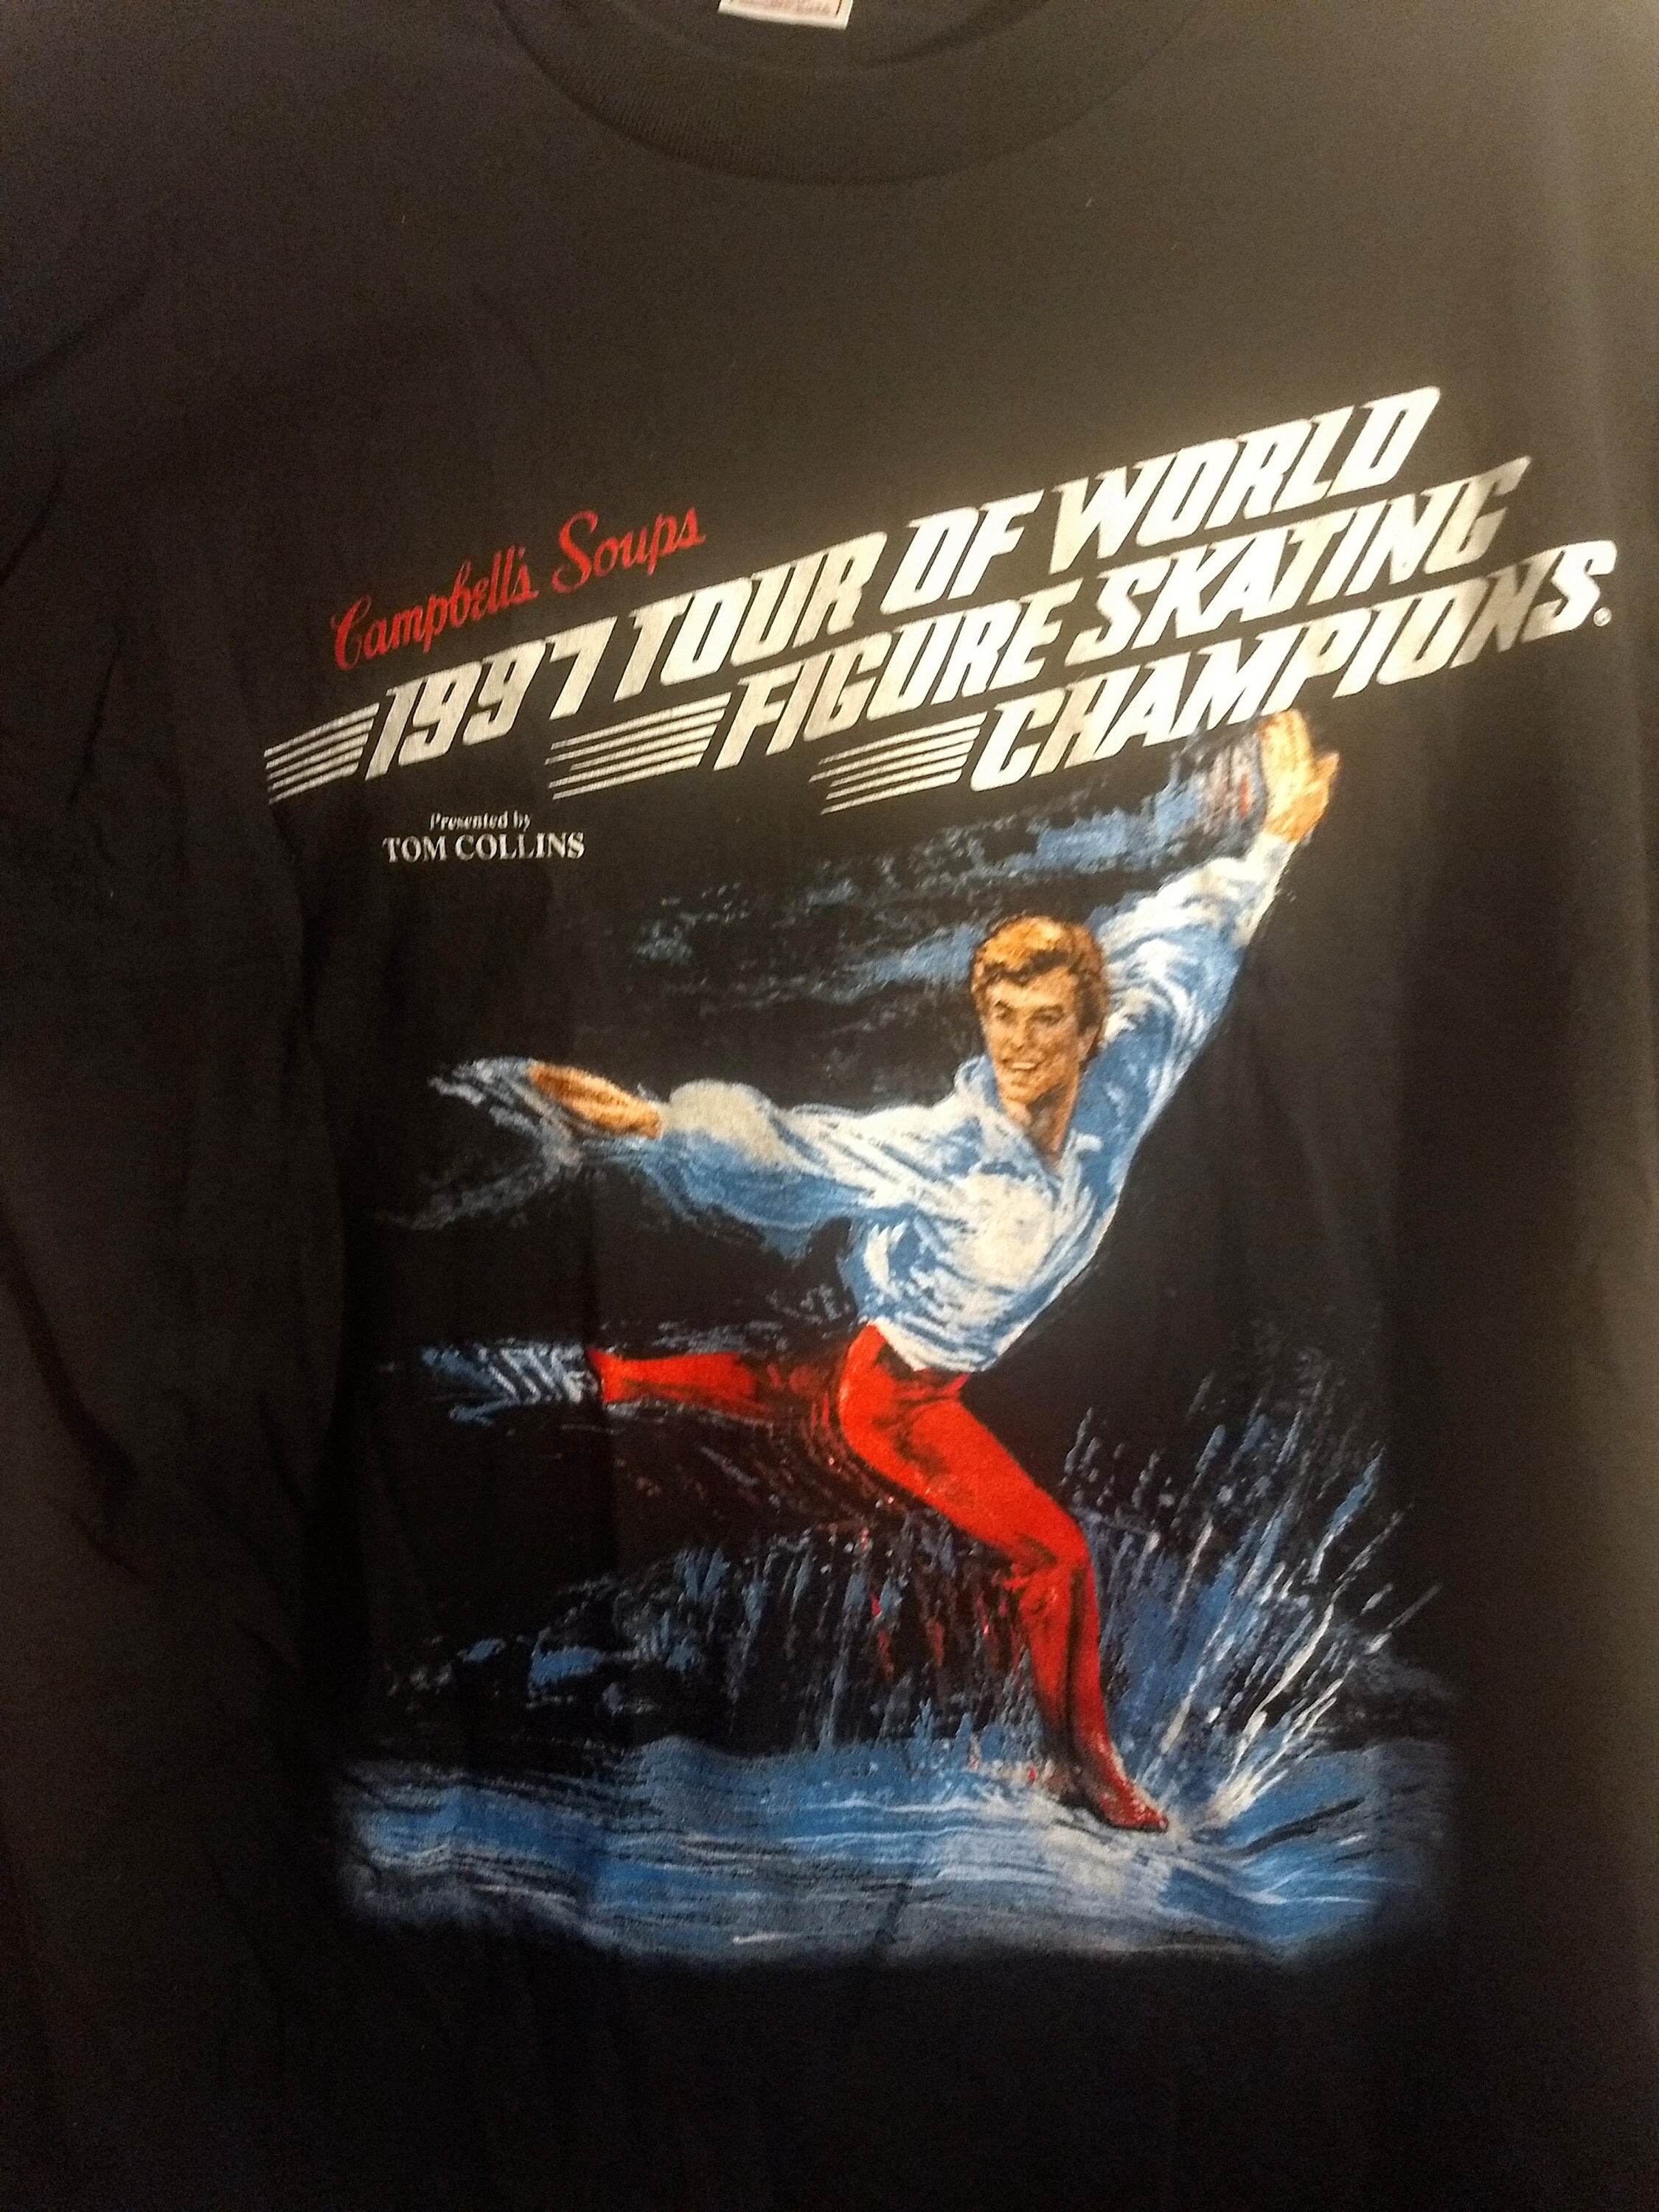 Campbell's Soups
1997 TOUR OF WORLD
FIGURE SKATING
CHAMPIONS.®
Presented by
TOM COLLINS